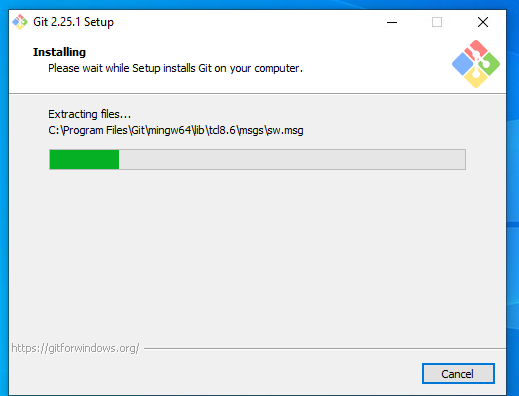 Git 2.25.1 Setup
Installing
Please wait while Setup installs Git on your computer.
Extracting files...
C:\Program Files\Git\mingw64\lib\tcl8.6\msgs\sw.msg
https://gitforwindows.org/
Cancel